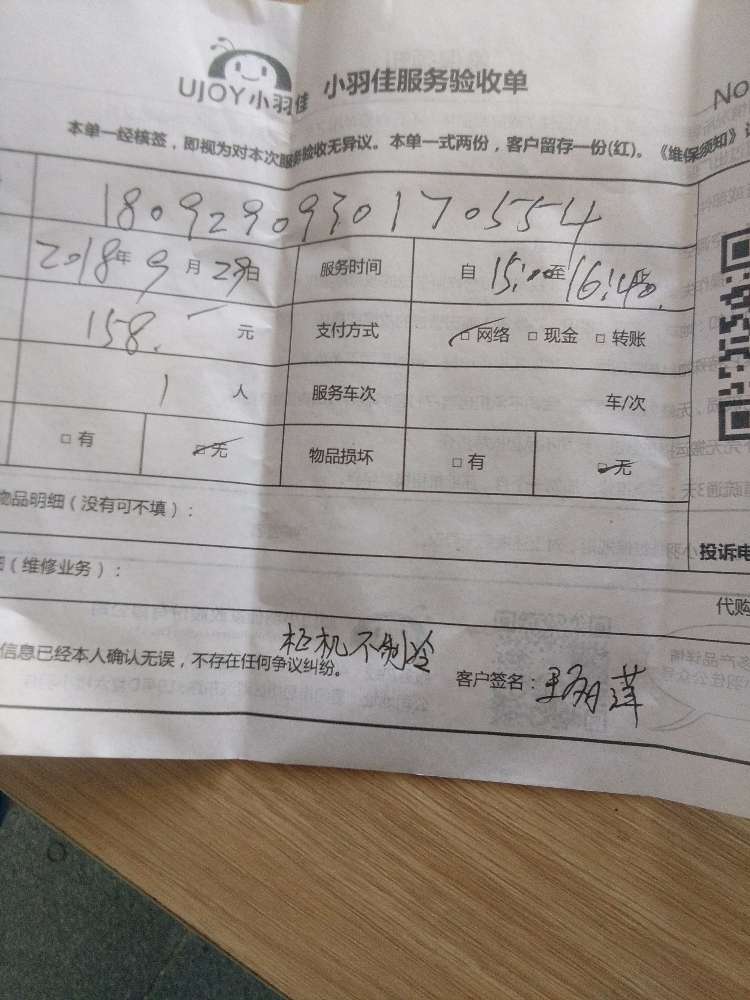 UJOY小羽佳 小羽佳服务验收单
No
本单一经核签，即视为对本次服务验收无异议。本单一式两份，客户留存一份(红)。《维保须知》
18092909301705554
2018年9月29日 服务时间 自15:00至16:40
158.- 元 支付方式 □网络 □现金 □转账
1人 服务车次 车/次
□有 □无 物品损坏 □有 □无
物品明细（没有可不填）：
投诉电
（维修业务）：
代购
柜机不制冷
信息已经本人确认无误，不存在任何争议纠纷。 客户签名：